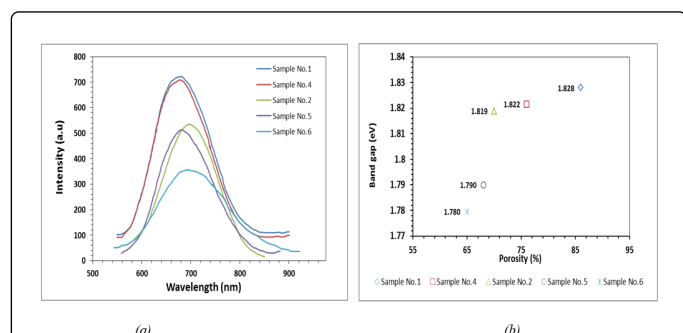 800
700
600
500
400
300
200
100
0
Intensity (a.u)
500 600 700 800 900 1000
Wavelength (nm)
Sample No.1
Sample No.4
Sample No.2
Sample No.5
Sample No.6
(a)
1.84
1.83
1.82
1.81
1.8
1.79
1.78
1.77
Band gap (eV)
1.828
1.822
1.819
1.790
1.780
55 65 75 85 95
Porosity (%)
Sample No.1 Sample No.4 Sample No.2 Sample No.5 Sample No.6
(b)